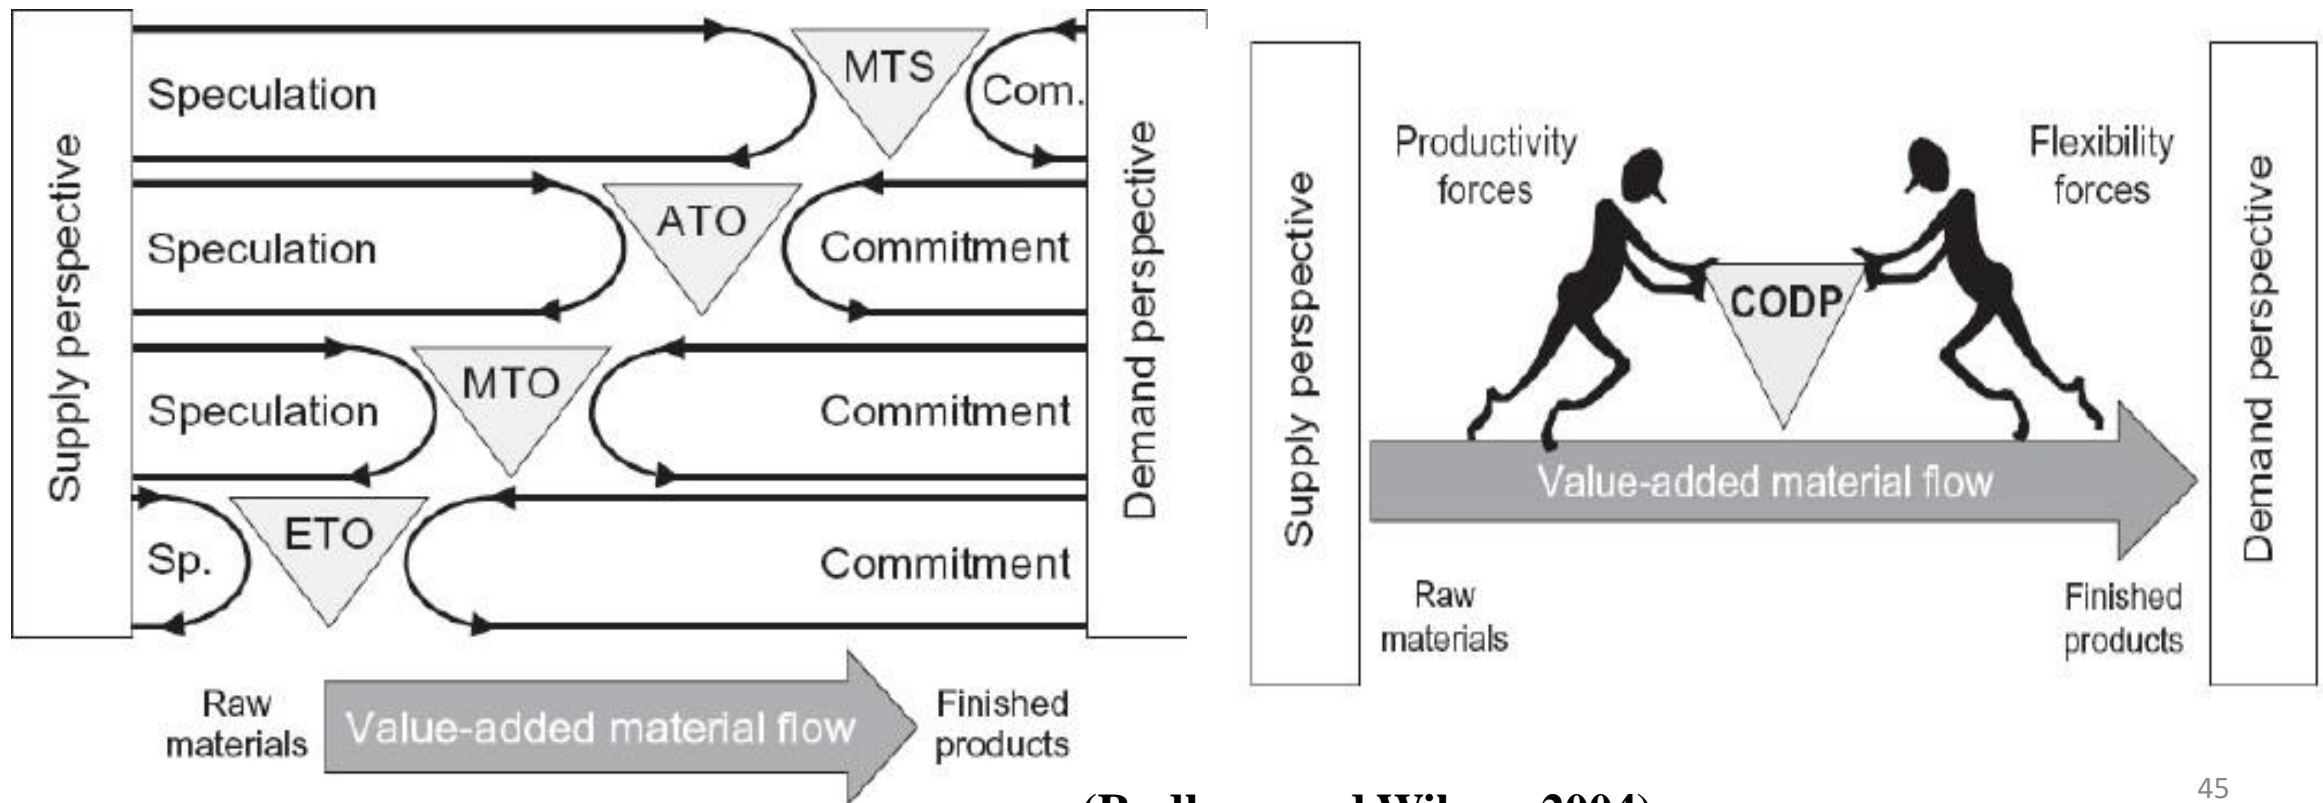 Supply perspective
Speculation
MTS
Com.
Speculation
ATO
Commitment
Speculation
MTO
Commitment
Sp.
ETO
Commitment
Demand perspective
Raw
materials
Value-added material flow
Finished
products
Supply perspective
Productivity
forces
CODP
Flexibility
forces
Value-added material flow
Raw
materials
Finished
products
Demand perspective
2004)
45